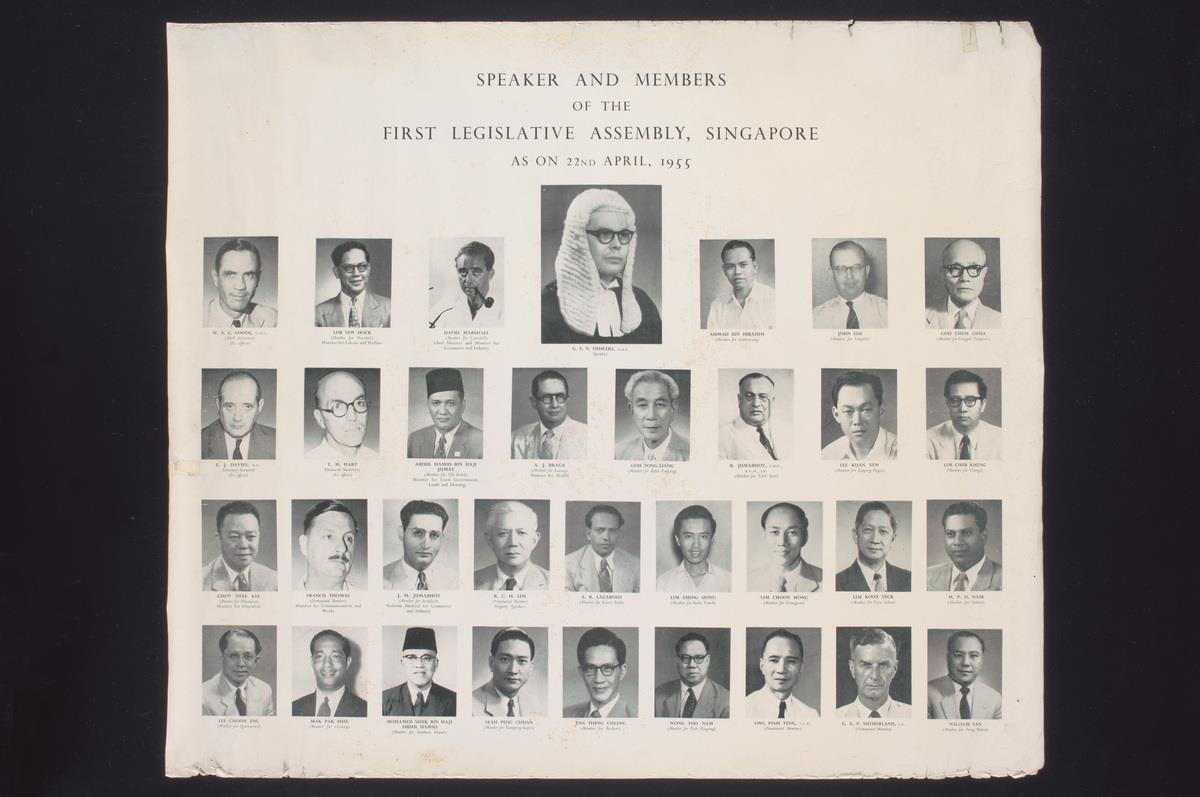 SPEAKER AND MEMBERS
OF THE
FIRST LEGISLATIVE ASSEMBLY, SINGAPORE
AS ON 22ND APRIL, 1955
W. A. C. GOODE, C.M.G.
Chief Secretary
(Ex officio)
LIM YEW HOCK
(Member for Havelock)
Minister for Labour and Welfare
DAVID MARSHALL
(Member for Cairnhill)
Chief Minister and Minister for
Commerce and Industry
G. E. N. OEHLERS, O.B.E.
Speaker
AHMAD BIN IBRAHIM
(Member for Sembawang)
JOHN EDE
(Member for Tanglin)
GOH CHEW CHUA
(Member for Punggol-Tampines)
E. J. DAVIES, Q.C.
Attorney-General
(Ex officio)
T. M. HART
Financial Secretary
(Ex officio)
ABDUL HAMID BIN HAJI
JUMAT
(Member for Ulu Bedok)
Minister for Local Government,
Lands and Housing
A. J. BRAGA
(Member for Katong)
Minister for Health
GOH TONG LIANG
(Member for Bukit Panjang)
R. JUMABHOY, C.M.Z.,
(Member for Telok Ayer)
LEE KUAN YEW
(Member for Tanjong Pagar)
LIM CHER KHENG
(Member for Changi)
CHEW SWEE KEE
(Member for Whampoa)
Minister for Education
FRANCIS THOMAS
(Nominated Member)
Minister for Communications and
Works
J. M. JUMABHOY
(Member for Stamford)
Assistant Minister for Commerce
and Industry
R. C. H. LIM
(Nominated Member)
Deputy Speaker
A. R. LAZAROUS
(Member for Farrer Park)
LIM CHING SIONG
(Member for Bukit Timah)
LIM CHOON MONG
(Member for Serangoon)
LIM KOON TECK
(Member for Paya Lebar)
M. P. D. NAIR
(Member for Seletar)
LEE CHOON ENG
(Member for Queenstown)
MAK PAK SHEE
(Member for Geylang)
MOHAMED SIDIK BIN HAJI
ABDUL HAMID
(Member for Southern Islands)
SEAH PENG CHUAN
(Member for Kampong Kapor)
TAN THENG CHIANG
(Member for Rochore)
WONG FOO NAM
(Member for Pasir Panjang)
ONG PIAH TENG,
(Nominated Member)
G. A. P. SUTHERLAND, J.P.
(Nominated Member)
WILLIAM TAN
(Member for Tiong Bahru)